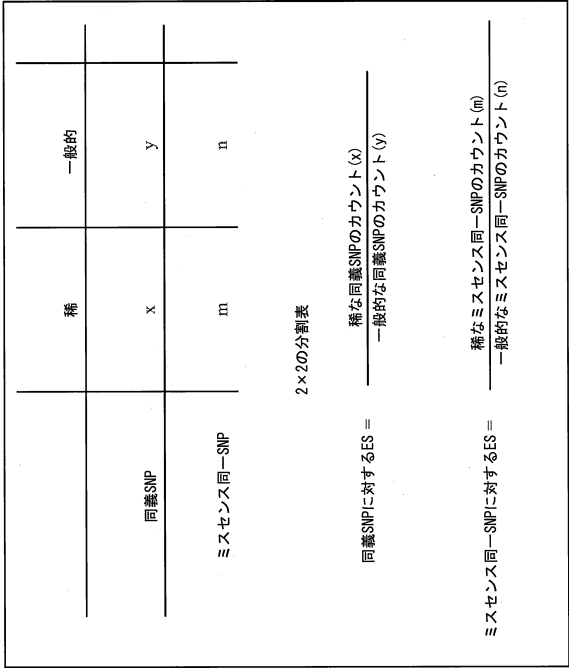 稀 一般的
同義SNP x y
ミスセンス同一SNP m n
2×2の分割表
同義SNPに対するES =
稀な同義SNPのカウント(x)
一般的な同義SNPのカウント(y)
ミスセンス同一SNPに対するES =
稀なミスセンス同一SNPのカウント(m)
一般的なミスセンス同一SNPのカウント(n)